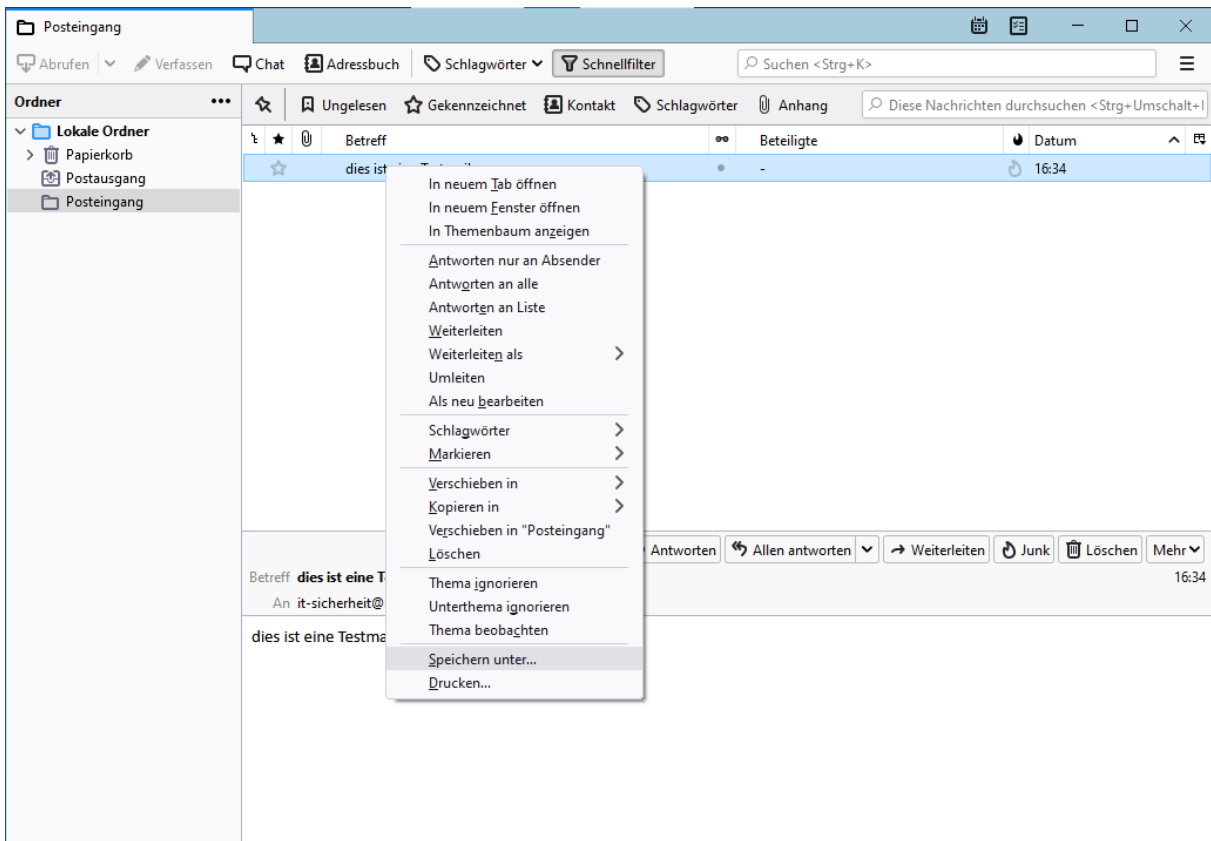 Posteingang
Abrufen Verfassen Chat Adressbuch Schlagwörter Schnellfilter Suchen <Strg+K>
Ordner
Ungelesen Gekennzeichnet Kontakt Schlagwörter Anhang Diese Nachrichten durchsuchen <Strg+Umschalt+
Lokale Ordner
Papierkorb
Postausgang
Posteingang
Betreff Beteiligte Datum
dies ist - 16:34
In neuem Tab öffnen
In neuem Fenster öffnen
In Themenbaum anzeigen
Antworten nur an Absender
Antworten an alle
Antworten an Liste
Weiterleiten
Weiterleiten als
Umleiten
Als neu bearbeiten
Schlagwörter
Markieren
Verschieben in
Kopieren in
Verschieben in "Posteingang"
Löschen
Thema ignorieren
Unterthema ignorieren
Thema beobachten
Speichern unter...
Drucken...
Antworten Allen antworten Weiterleiten Junk Löschen Mehr
Betreff dies ist eine T 16:34
An it-sicherheit@
dies ist eine Testma